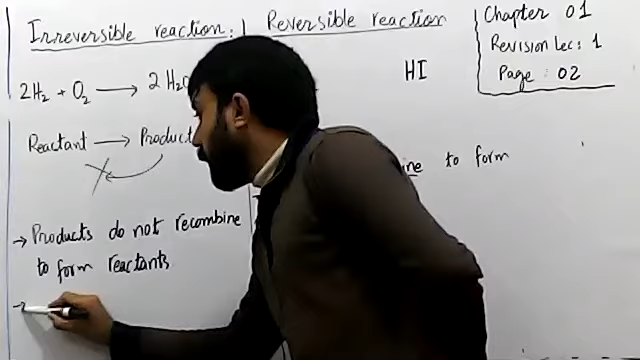 Irreversible reaction:
2H₂ + O₂ → 2 H₂O
Reactant → Product
→ Products do not recombine
to form reactants
→
Reversible reaction
HI
to form
Chapter 01
Revision Lec: 1
Page : 02